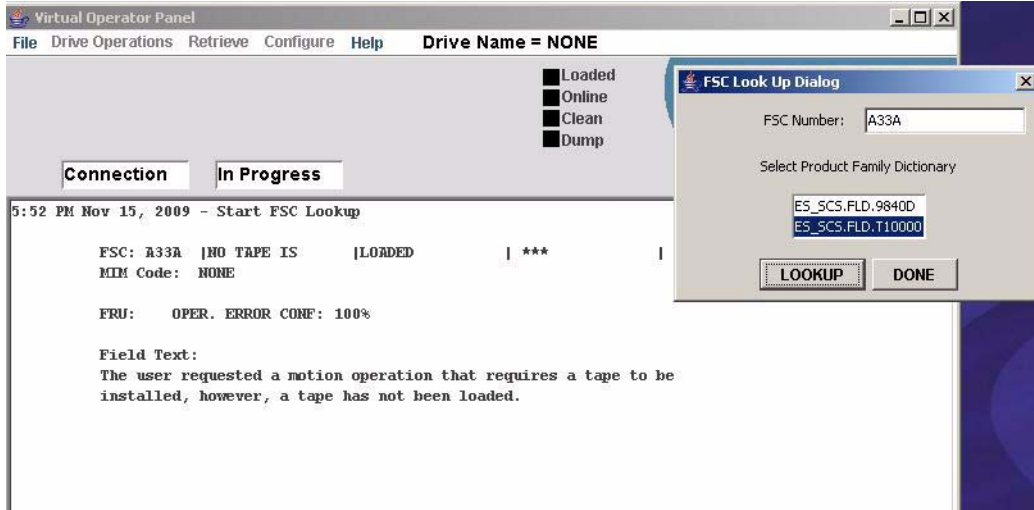 Virtual Operator Panel
File Drive Operations Retrieve Configure Help Drive Name = NONE
Loaded
Online
Clean
Dump
Connection In Progress
5:52 PM Nov 15, 2009 - Start FSC Lookup
FSC: A33A |NO TAPE IS |LOADED | *** |
MIM Code: NONE
FRU: OPER. ERROR CONF: 100%
Field Text:
The user requested a motion operation that requires a tape to be
installed, however, a tape has not been loaded.
FSC Look Up Dialog
FSC Number: A33A
Select Product Family Dictionary
ES_SCS.FLD.9840D
ES_SCS.FLD.T10000
LOOKUP DONE